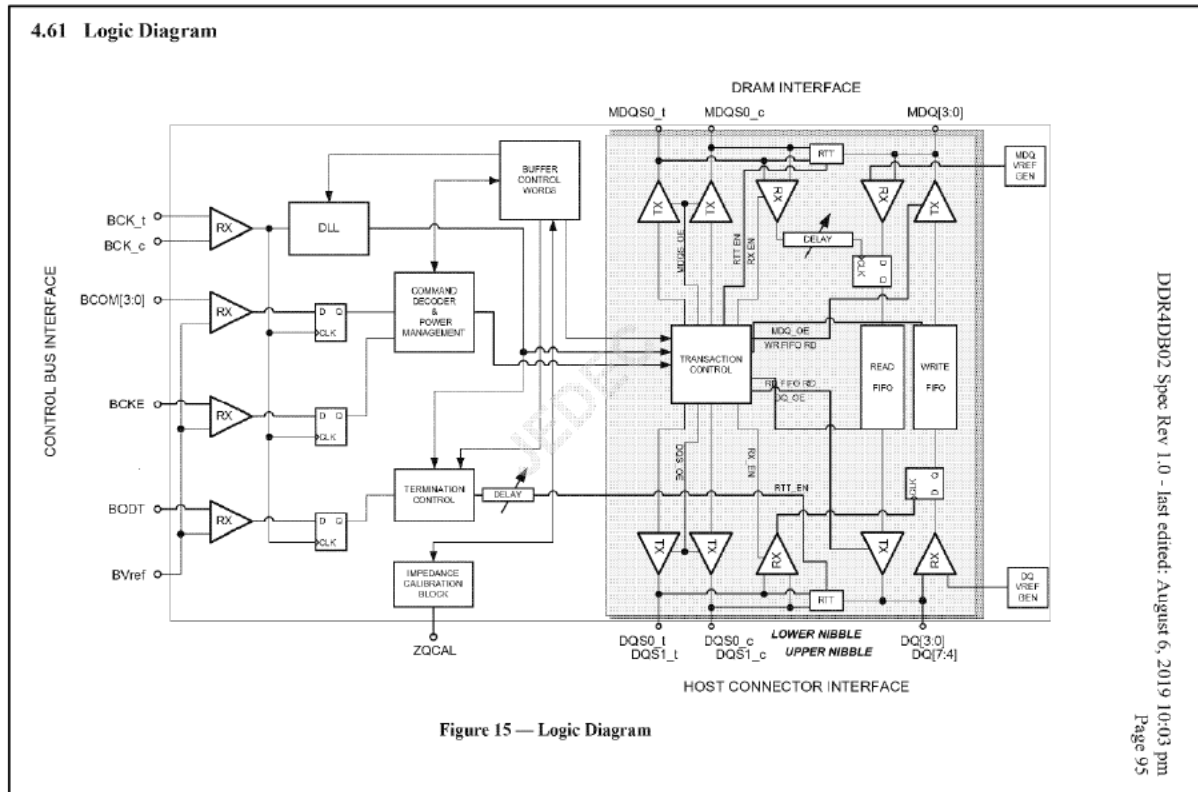 4.61 Logic Diagram
DRAM INTERFACE
MDQS0_t MDQS0_c MDQ[3:0]
BUFFER
CONTROL
WORDS
RTT
MDQ
VREF
GEN
BCK_t
BCK_c
RX
DLL
TX
TX
RX
RX
TX
MDQS_OE
RTT_EN
RX_EN
DELAY
D Q
CLK
CONTROL BUS INTERFACE
BCOM[3:0]
RX
D Q
CLK
COMMAND
DECODER
&
POWER
MANAGEMENT
TRANSACTION
CONTROL
MDQ_OE
WR FIFO RD
RD FIFO RD
DQ_OE
READ
FIFO
WRITE
FIFO
BCKE
RX
D Q
CLK
JEDEC
BODT
RX
D Q
CLK
TERMINATION
CONTROL
DELAY
RTT_EN
DQS_OE
RX_EN
CLK
D Q
TX
TX
RX
TX
RX
BVref
IMPEDANCE
CALIBRATION
BLOCK
RTT
DQ
VREF
GEN
ZQCAL
DQS0_t DQS0_c LOWER NIBBLE DQ[3:0]
DQS1_t DQS1_c UPPER NIBBLE DQ[7:4]
HOST CONNECTOR INTERFACE
Figure 15 — Logic Diagram
DDR4DB02 Spec Rev 1.0 - last edited: August 6, 2019 10:03 pm
Page 95